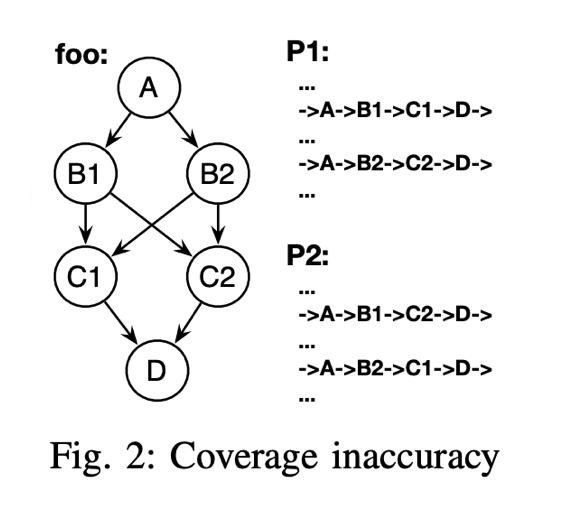 foo:
A
B1
B2
C1
C2
D
P1:
...
->A->B1->C1->D->
...
->A->B2->C2->D->
...
P2:
...
->A->B1->C2->D->
...
->A->B2->C1->D->
...
Fig. 2: Coverage inaccuracy